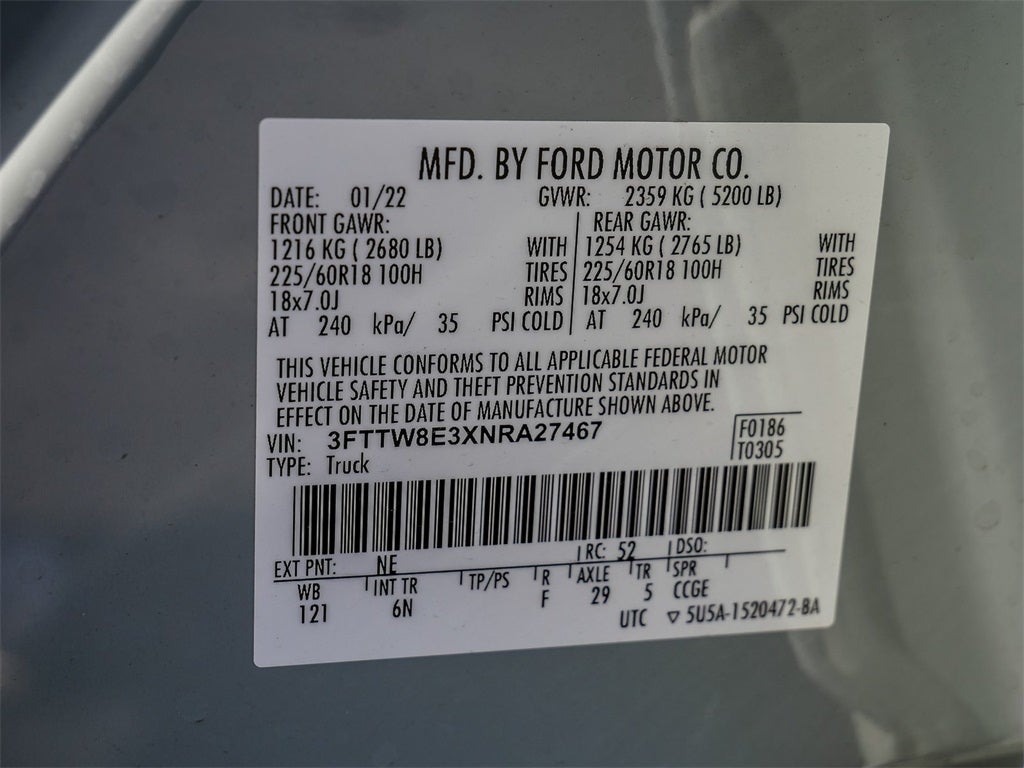 MFD. BY FORD MOTOR CO.
DATE: 01/22 GVWR: 2359 KG ( 5200 LB)
FRONT GAWR: REAR GAWR:
1216 KG ( 2680 LB) WITH 1254 KG ( 2765 LB) WITH
225/60R18 100H TIRES 225/60R18 100H TIRES
18x7.0J RIMS 18x7.0J RIMS
AT 240 kPa/ 35 PSI COLD AT 240 kPa/ 35 PSI COLD
THIS VEHICLE CONFORMS TO ALL APPLICABLE FEDERAL MOTOR
VEHICLE SAFETY AND THEFT PREVENTION STANDARDS IN
EFFECT ON THE DATE OF MANUFACTURE SHOWN ABOVE.
VIN: 3FTTW8E3XNRA27467 F0186
TYPE: Truck T0305
EXT PNT: NE RC: 52 DSO:
WB INT TR TP/PS R AXLE TR SPR
121 6N F 29 5 CCGE
UTC ▽ 5U5A-1520472-BA